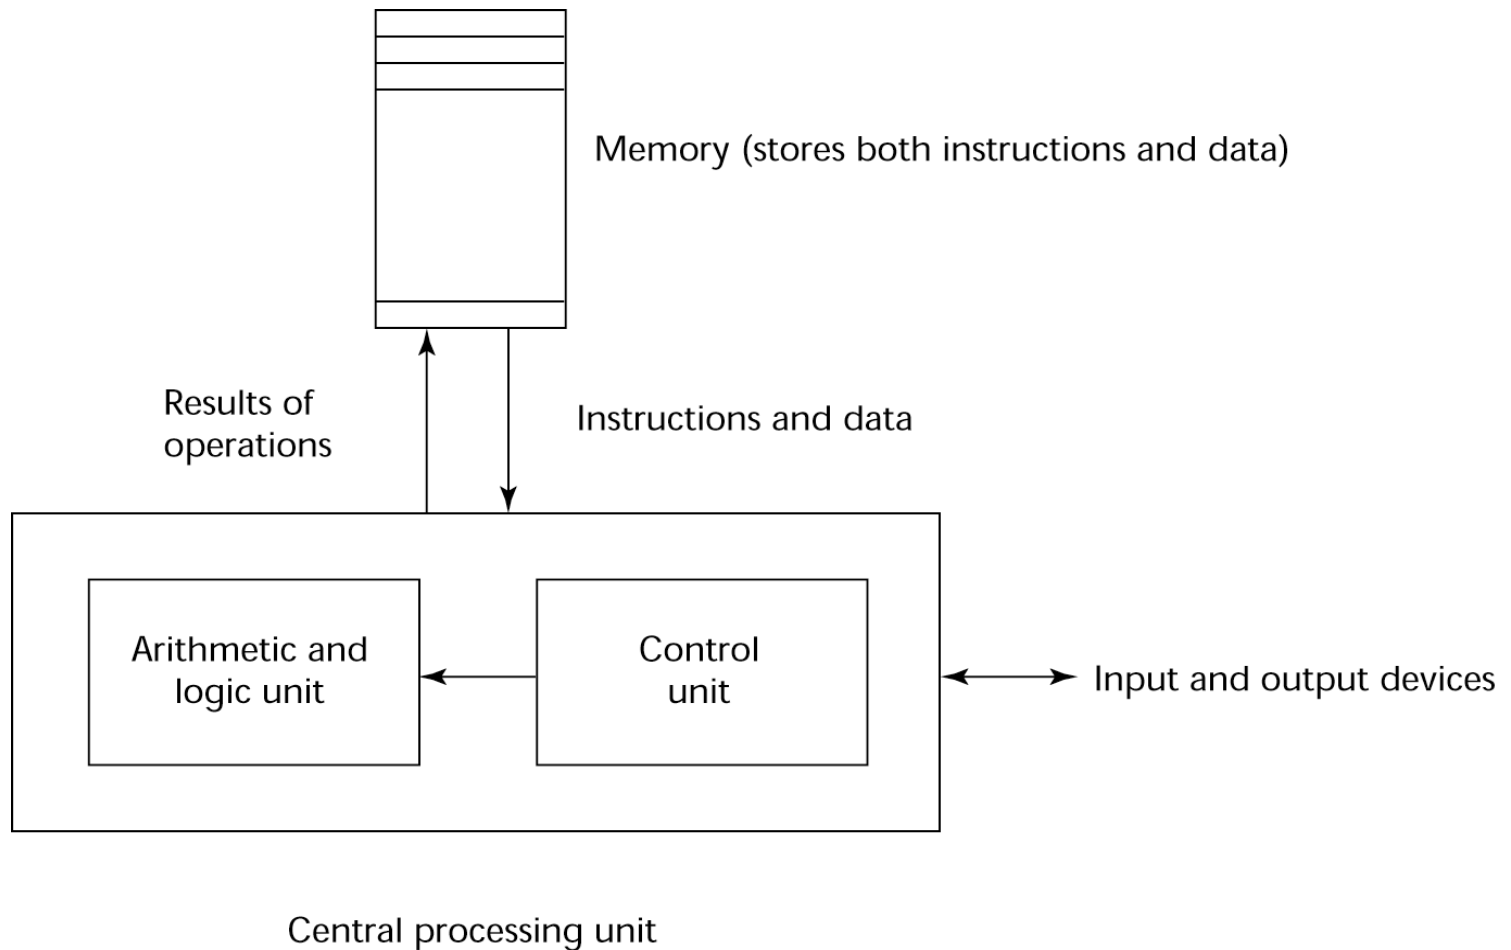 Memory (stores both instructions and data)
Results of
operations
Instructions and data
Arithmetic and
logic unit
Control
unit
Input and output devices
Central processing unit